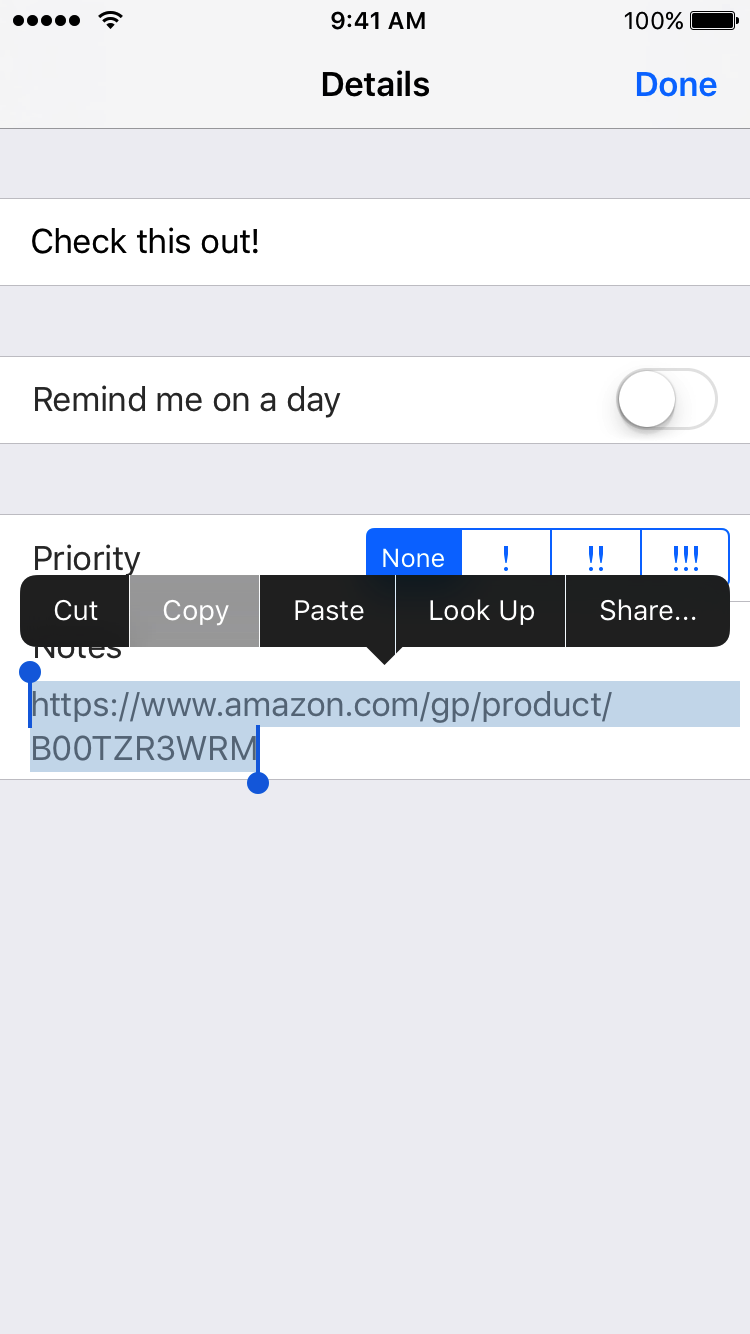 9:41 AM 100%
Details Done
Check this out!
Remind me on a day
Priority None ! !! !!!
Cut Copy Paste Look Up Share...
Notes
https://www.amazon.com/gp/product/
B00TZR3WRM